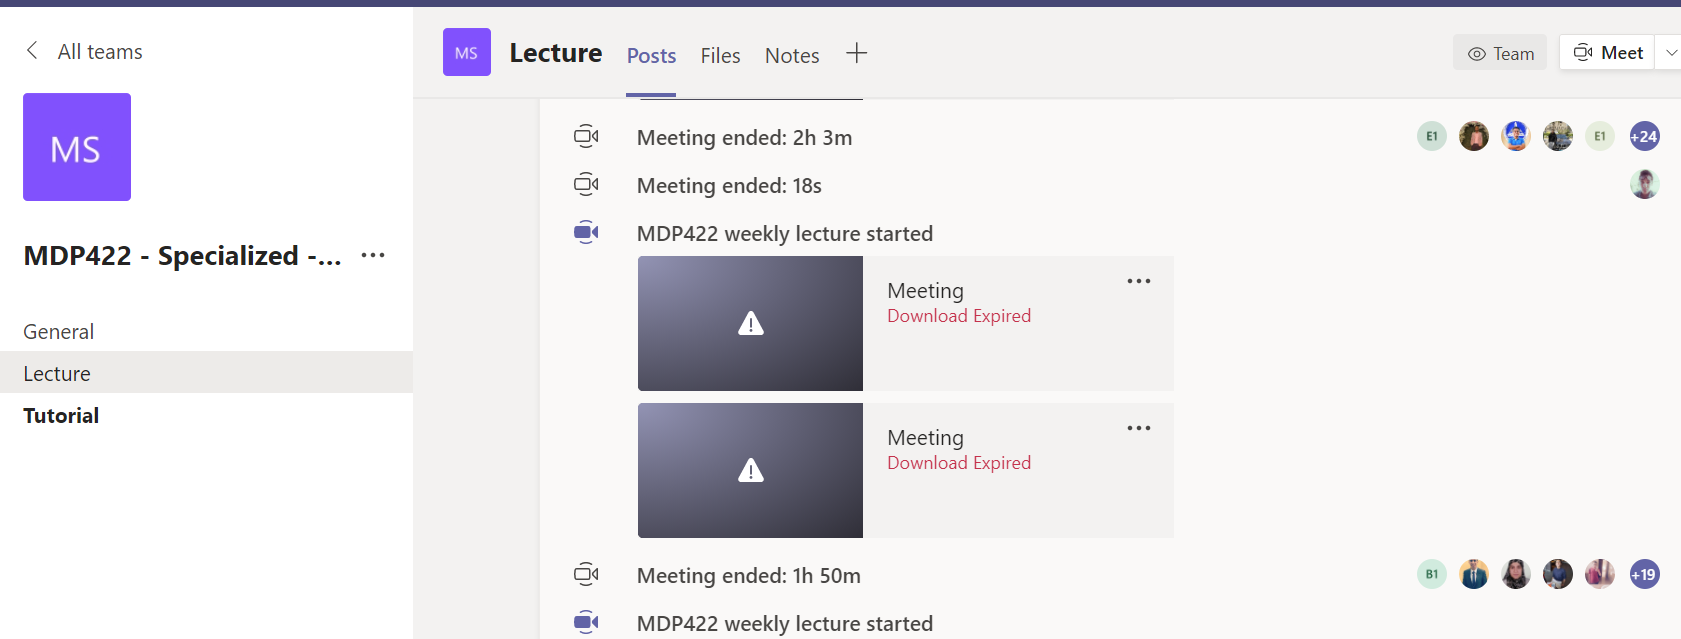 All teams
MS
MDP422 - Specialized -...
General
Lecture
Tutorial
MS
Lecture
Posts
Files
Notes
Team
Meet
Meeting ended: 2h 3m
E1
E1
+24
Meeting ended: 18s
MDP422 weekly lecture started
Meeting
Download Expired
Meeting
Download Expired
Meeting ended: 1h 50m
B1
+19
MDP422 weekly lecture started